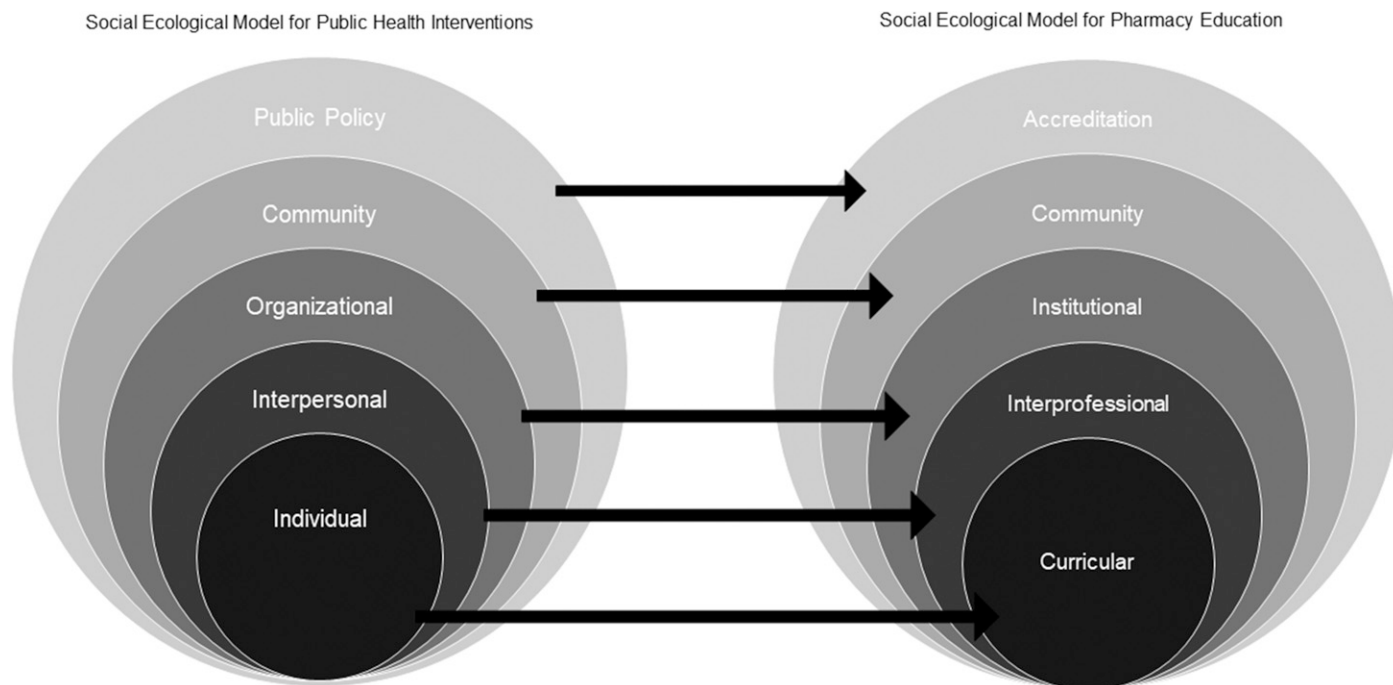 Social Ecological Model for Public Health Interventions
Social Ecological Model for Pharmacy Education
Public Policy
Community
Organizational
Interpersonal
Individual
Accreditation
Community
Institutional
Interprofessional
Curricular